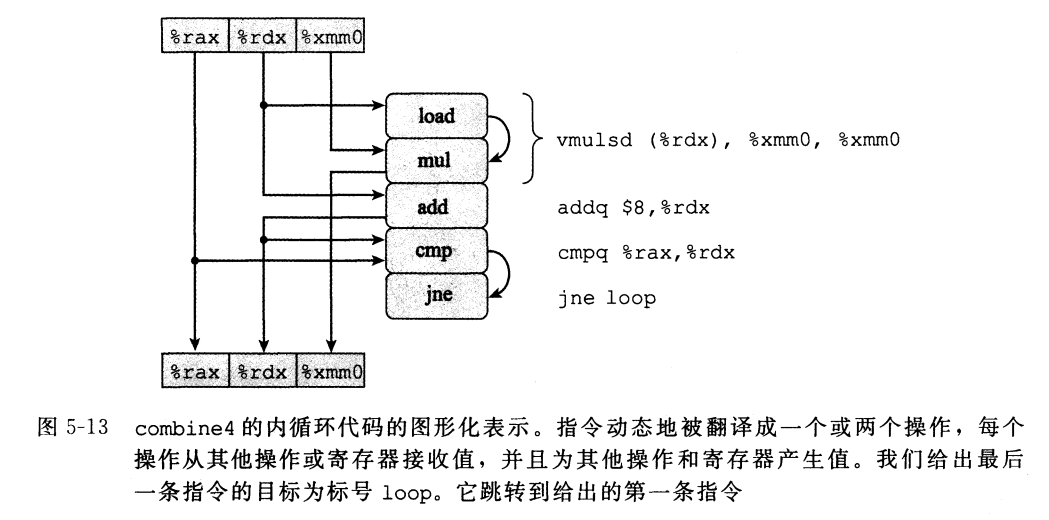 %rax %rdx %xmm0
load
mul
vmulsd (%rdx), %xmm0, %xmm0
add
addq $8,%rdx
cmp
cmpq %rax,%rdx
jne
jne loop
%rax %rdx %xmm0
图 5-13 combine4 的内循环代码的图形化表示。指令动态地被翻译成一个或两个操作，每个
操作从其他操作或寄存器接收值，并且为其他操作和寄存器产生值。我们给出最后
一条指令的目标为标号 loop。它跳转到给出的第一条指令